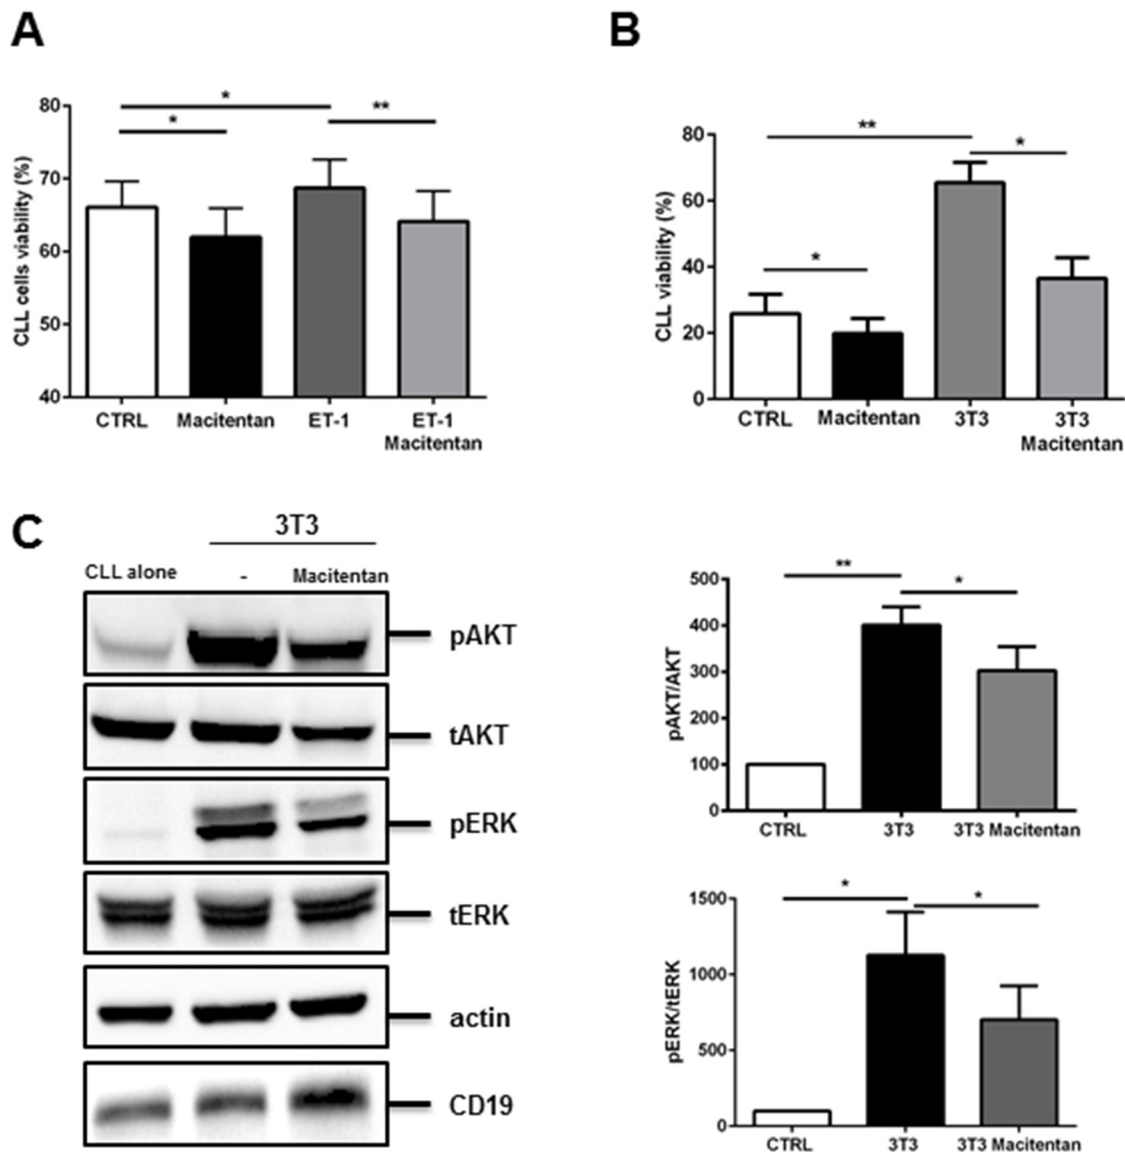 A
CLL cells viability (%)
80
70
60
50
40
*
*
**
CTRL
Macitentan
ET-1
ET-1
Macitentan
B
CLL viability (%)
80
60
40
20
0
**
*
*
CTRL
Macitentan
3T3
3T3
Macitentan
C
3T3
CLL alone
-
Macitentan
pAKT
tAKT
pERK
tERK
actin
CD19
pAKT/AKT
500
400
300
200
100
0
**
*
CTRL
3T3
3T3 Macitentan
pERK/tERK
1500
1000
500
0
*
*
CTRL
3T3
3T3 Macitentan